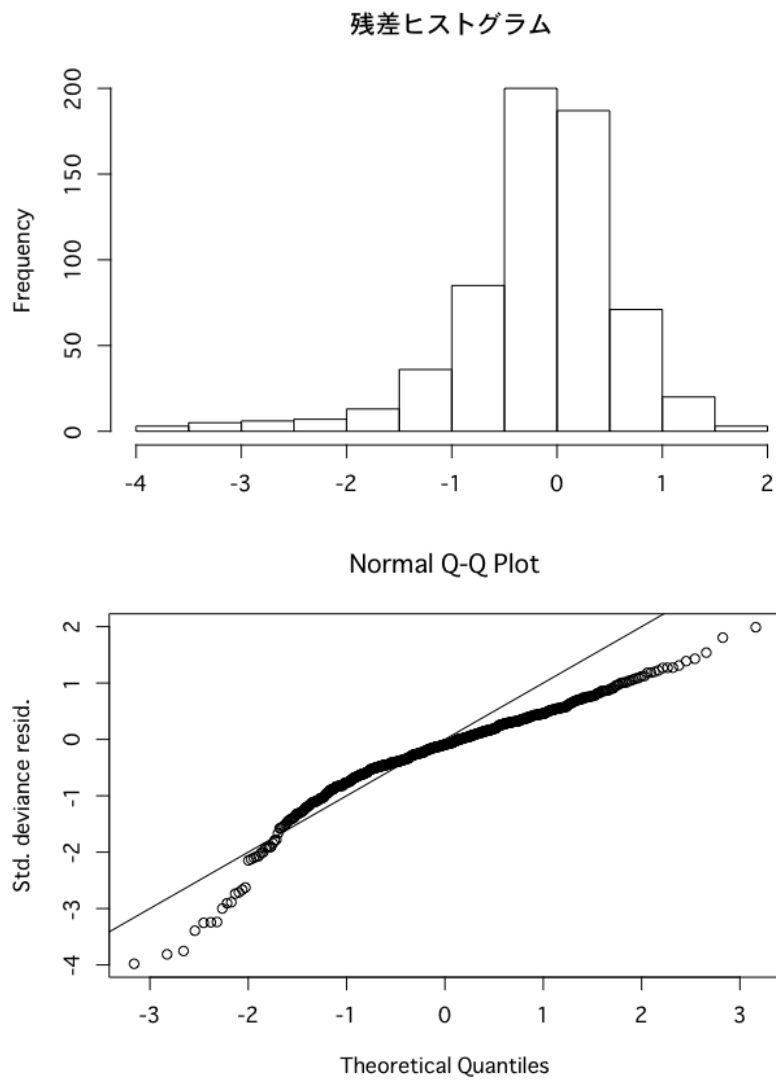 残差ヒストグラム
Frequency
200
150
100
50
0
-4 -3 -2 -1 0 1 2
Normal Q-Q Plot
Std. deviance resid.
2
1
0
-1
-2
-3
-4
-3 -2 -1 0 1 2 3
Theoretical Quantiles